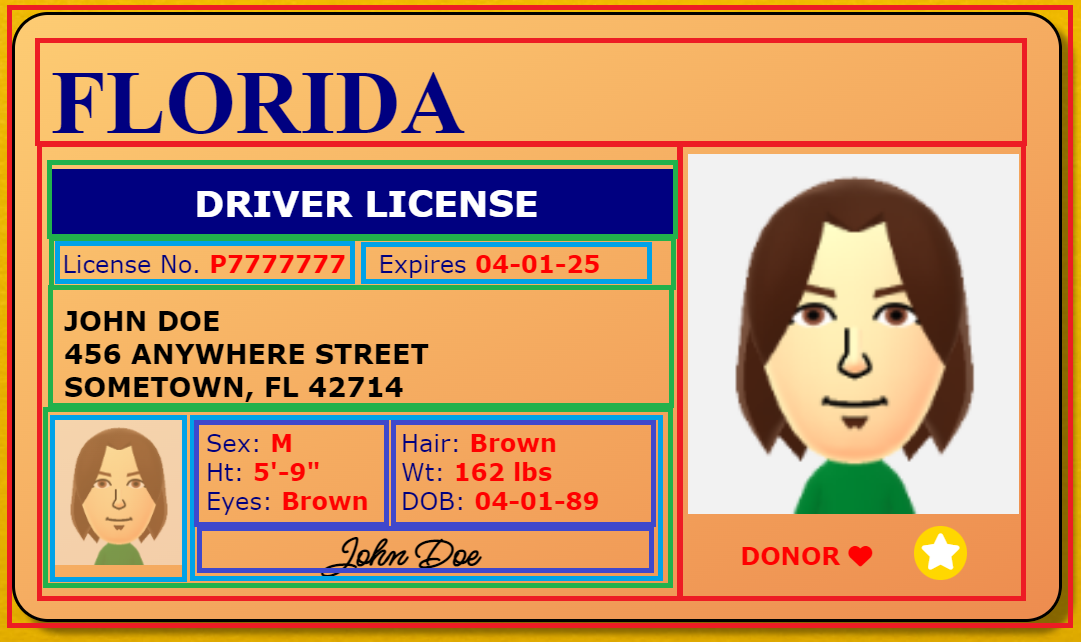 FLORIDA
DRIVER LICENSE
License No. P7777777 Expires 04-01-25
JOHN DOE
456 ANYWHERE STREET
SOMETOWN, FL 42714
Sex: M Hair: Brown
Ht: 5'-9" Wt: 162 lbs
Eyes: Brown DOB: 04-01-89
John Doe
DONOR